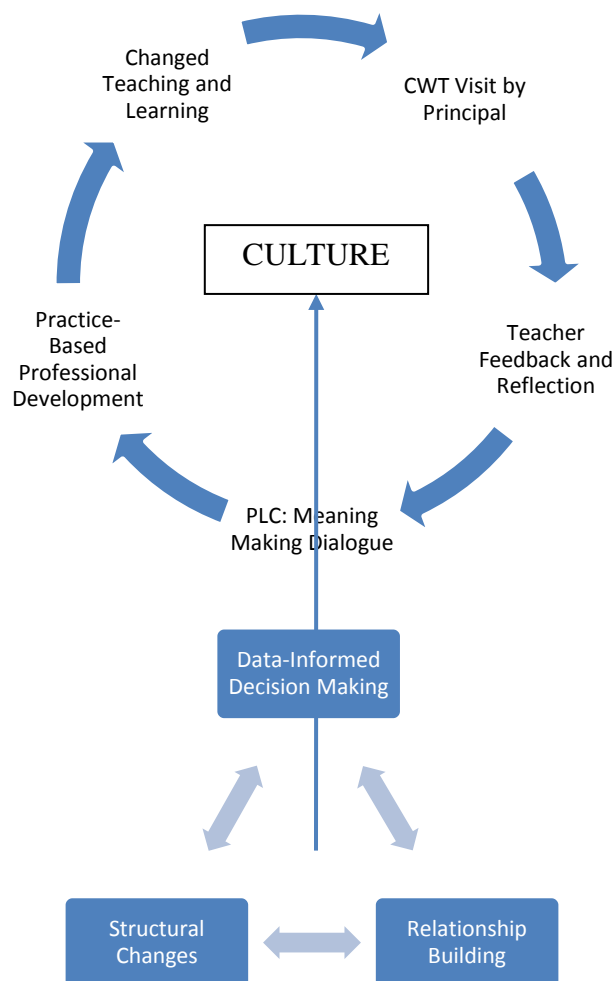 Changed
Teaching and
Learning
CWT Visit by
Principal
CULTURE
Teacher
Feedback and
Reflection
Practice-
Based
Professional
Development
PLC: Meaning
Making Dialogue
Data-Informed
Decision Making
Structural
Changes
Relationship
Building